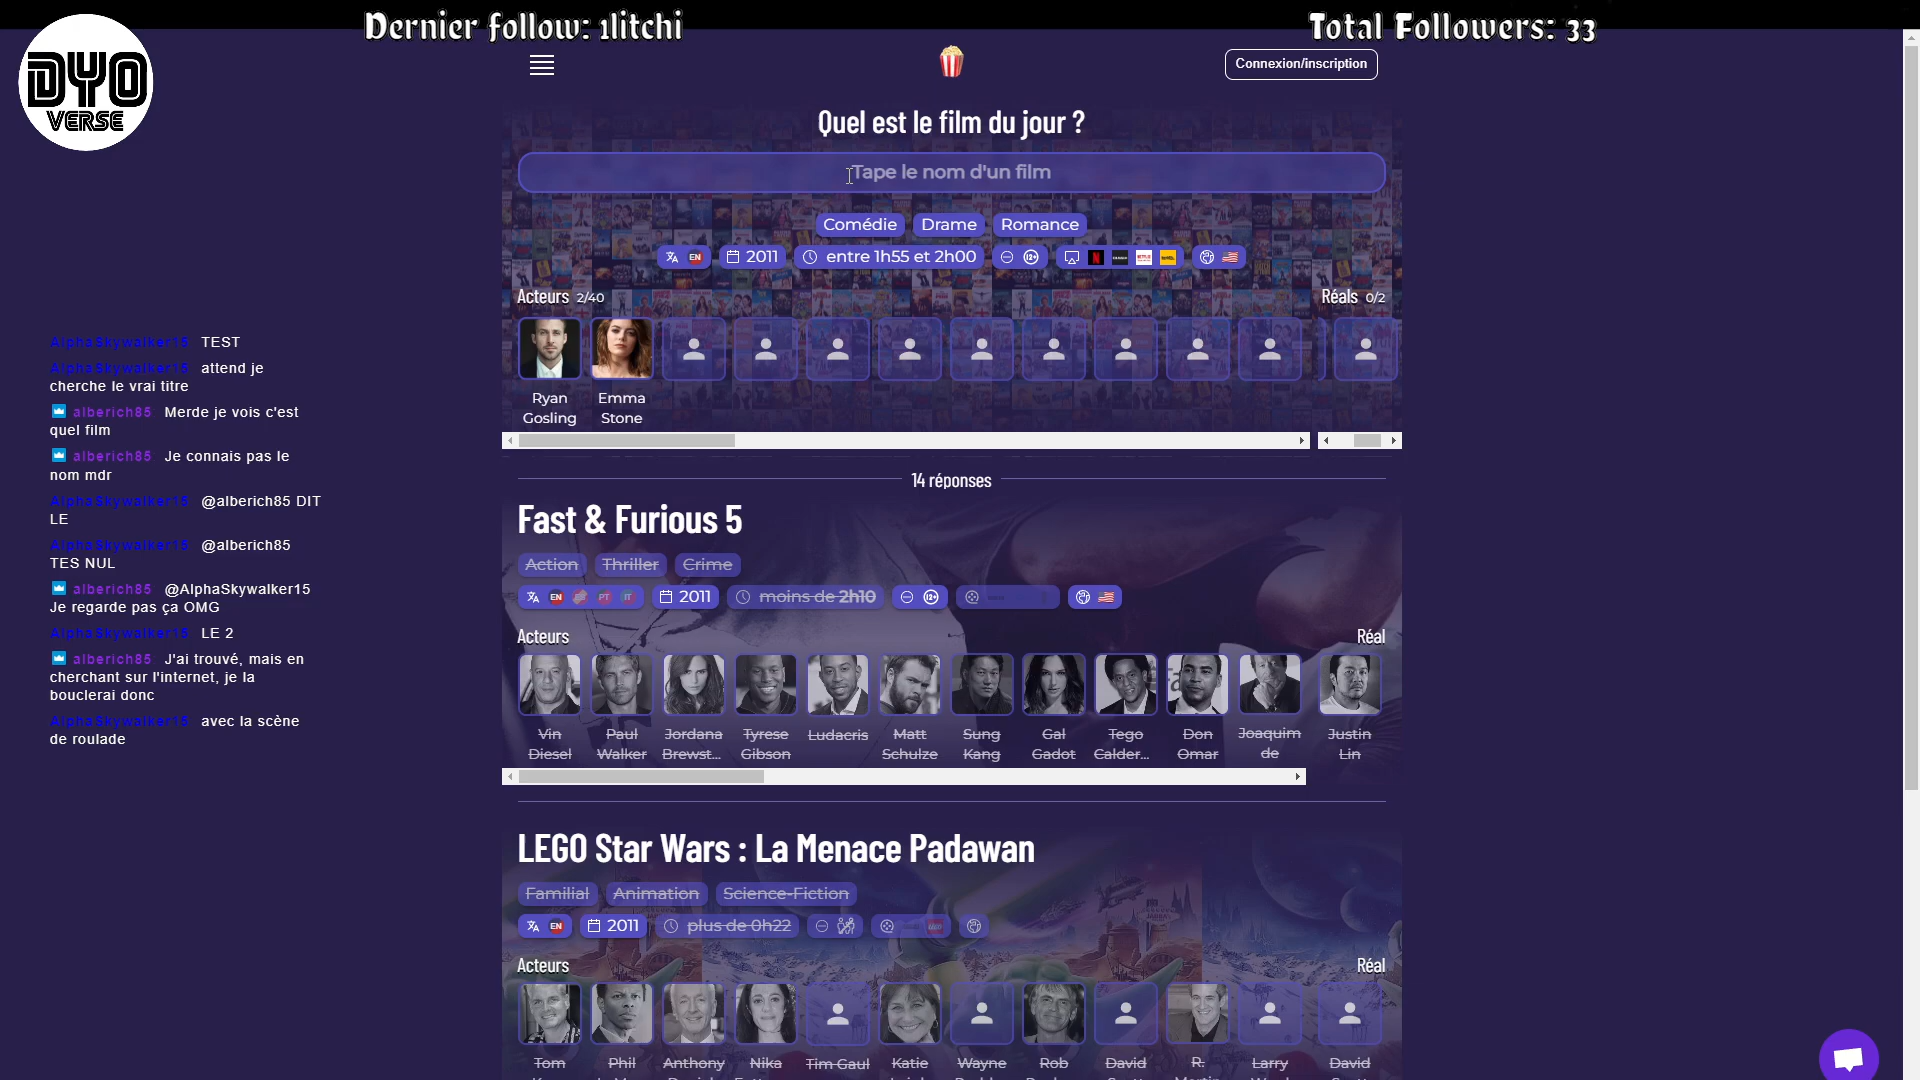 Dernier follow: 1litchi
Total Followers: 33
DYO
VERSE
Connexion/inscription
Quel est le film du jour ?
Tape le nom d'un film
Comédie
Drame
Romance
EN
2011
entre 1h55 et 2h00
12+
Acteurs 2/40
Réals 0/2
Ryan
Gosling
Emma
Stone
AlphaSkywalker15 TEST
AlphaSkywalker15 attend je
cherche le vrai titre
alberich85 Merde je vois c'est
quel film
alberich85 Je connais pas le
nom mdr
AlphaSkywalker15 @alberich85 DIT
LE
AlphaSkywalker15 @alberich85
TES NUL
alberich85 @AlphaSkywalker15
Je regarde pas ça OMG
AlphaSkywalker15 LE 2
alberich85 J'ai trouvé, mais en
cherchant sur l'internet, je la
bouclerai donc
AlphaSkywalker15 avec la scène
de roulade
14 réponses
Fast & Furious 5
Action
Thriller
Crime
EN
PT
IT
2011
moins de 2h10
12+
Acteurs
Réal
Vin
Diesel
Paul
Walker
Jordana
Brewst...
Tyrese
Gibson
Ludacris
Matt
Schulze
Sung
Kang
Gal
Gadot
Tego
Calder...
Don
Omar
Joaquim
de
Justin
Lin
LEGO Star Wars : La Menace Padawan
Familial
Animation
Science-Fiction
EN
2011
plus de 0h22
Acteurs
Réal
Tom
Phil
Anthony
Nika
Tim Gaul
Katie
Wayne
Rob
David
R.
Larry
David